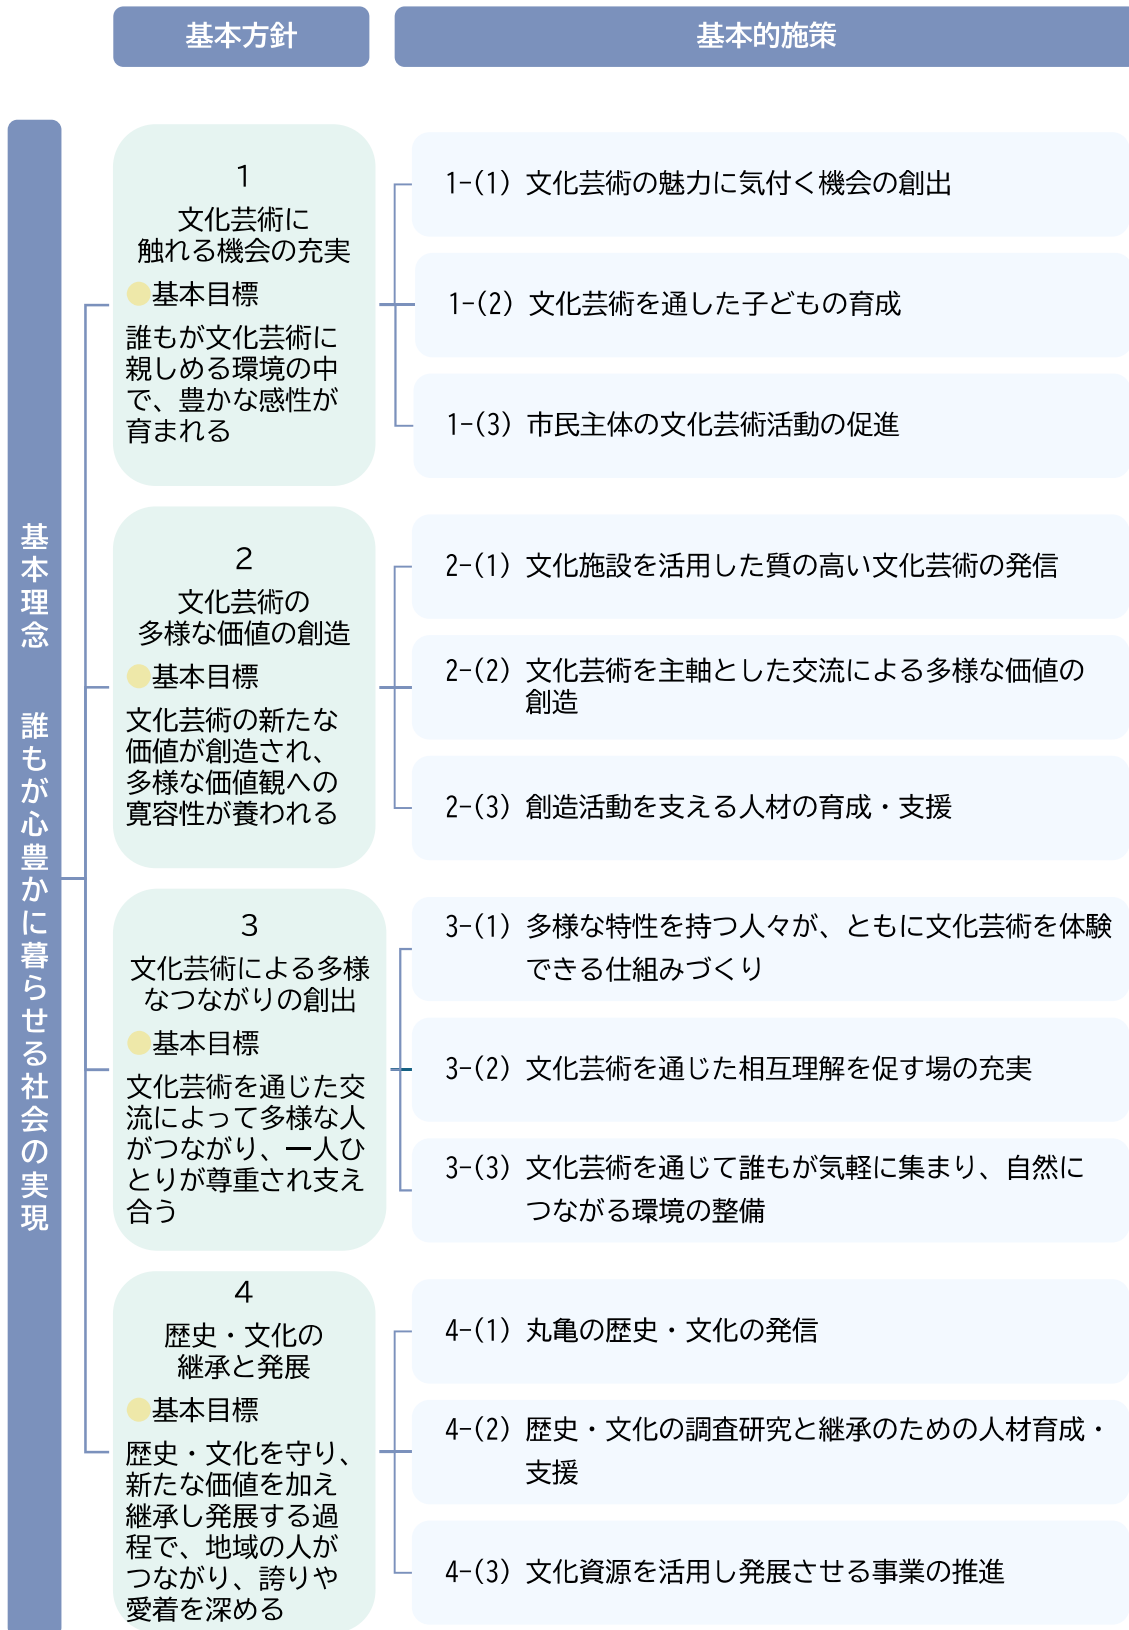 基本方針
基本的施策
基本理念　誰もが心豊かに暮らせる社会の実現
1
文化芸術に
触れる機会の充実
●基本目標
誰もが文化芸術に
親しめる環境の中
で、豊かな感性が
育まれる
1-(1) 文化芸術の魅力に気付く機会の創出
1-(2) 文化芸術を通した子どもの育成
1-(3) 市民主体の文化芸術活動の促進
2
文化芸術の
多様な価値の創造
●基本目標
文化芸術の新たな
価値が創造され、
多様な価値観への
寛容性が養われる
2-(1) 文化施設を活用した質の高い文化芸術の発信
2-(2) 文化芸術を主軸とした交流による多様な価値の
創造
2-(3) 創造活動を支える人材の育成・支援
3
文化芸術による多様
なつながりの創出
●基本目標
文化芸術を通じた交
流によって多様な人
がつながり、一人ひ
とりが尊重され支え
合う
3-(1) 多様な特性を持つ人々が、ともに文化芸術を体験
できる仕組みづくり
3-(2) 文化芸術を通じた相互理解を促す場の充実
3-(3) 文化芸術を通じて誰もが気軽に集まり、自然に
つながる環境の整備
4
歴史・文化の
継承と発展
●基本目標
歴史・文化を守り、
新たな価値を加え
継承し発展する過
程で、地域の人が
つながり、誇りや
愛着を深める
4-(1) 丸亀の歴史・文化の発信
4-(2) 歴史・文化の調査研究と継承のための人材育成・
支援
4-(3) 文化資源を活用し発展させる事業の推進